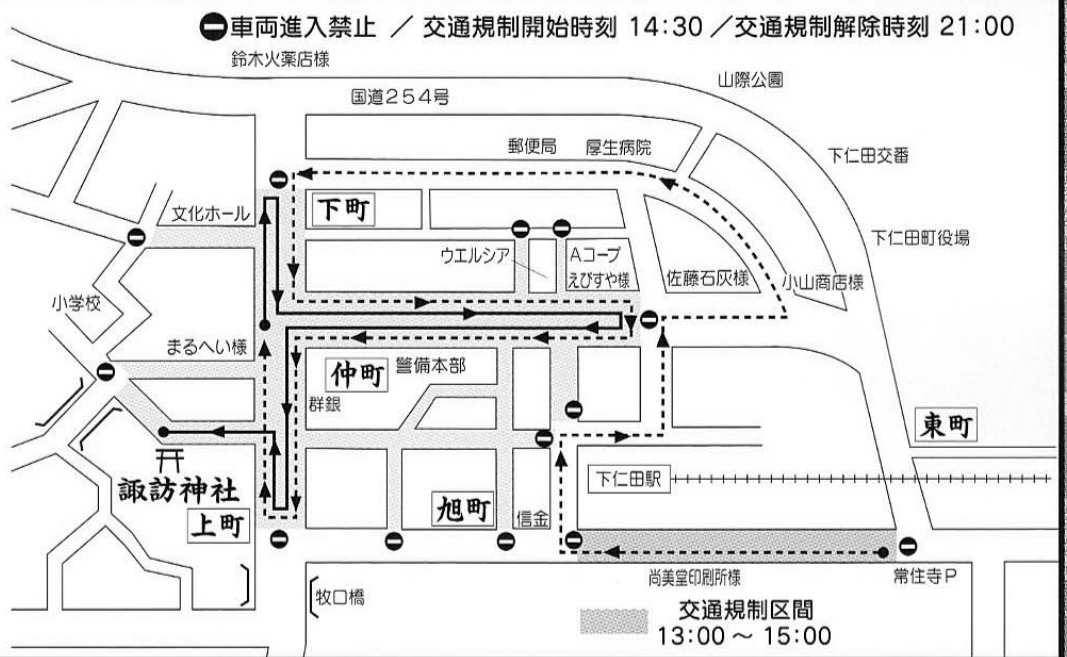 車両進入禁止 / 交通規制開始時刻 14:30 /交通規制解除時刻 21:00
鈴木火薬店様
山際公園
国道254号
郵便局
厚生病院
下仁田交番
下町
文化ホール
ウエルシア
Aコープ
えびすや様
下仁田町役場
佐藤石灰様
小山商店様
小学校
まるへい様
仲町
警備本部
群銀
東町
諏訪神社
上町
旭町
信金
下仁田駅
尚美堂印刷所様
常住寺P
牧口橋
交通規制区間
13:00 ~ 15:00